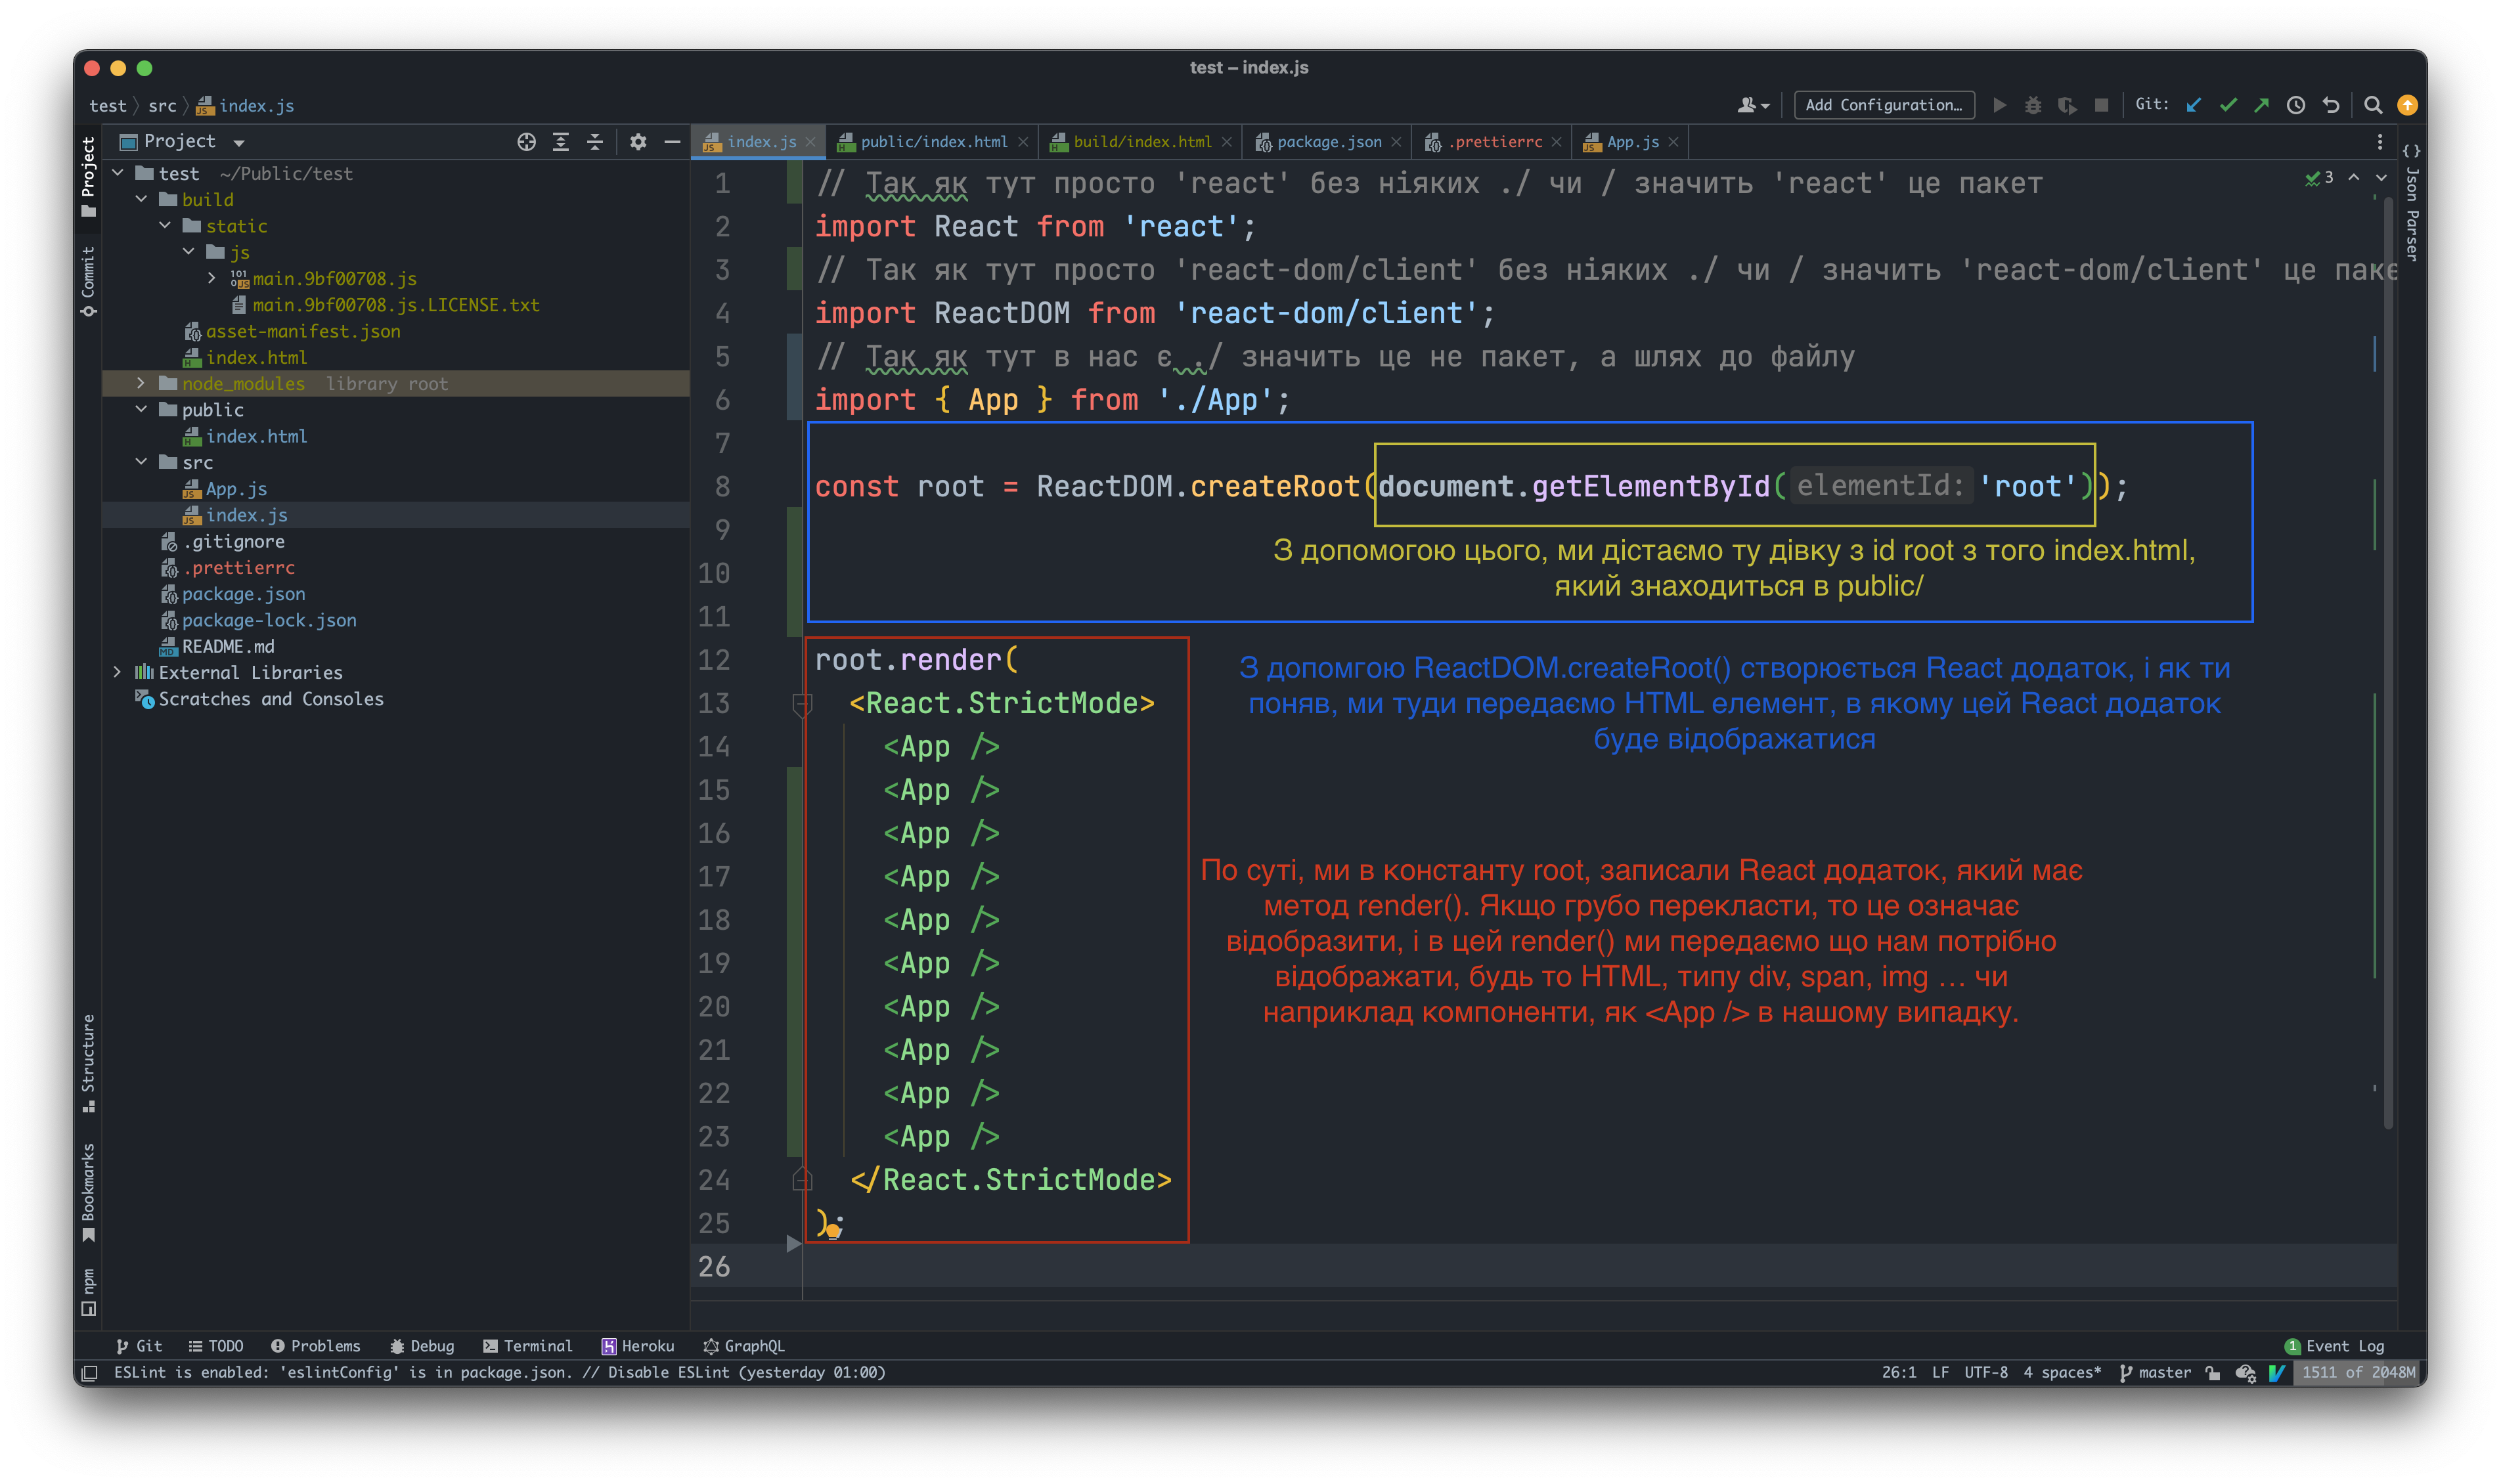 test – index.js
test 〉 src 〉 index.js
Add Configuration...
Git:
Project
index.js
public/index.html
build/index.html
package.json
.prettierrc
App.js
Project
Commit
Structure
Bookmarks
npm
test ~/Public/test
build
static
js
main.9bf00708.js
main.9bf00708.js.LICENSE.txt
asset-manifest.json
index.html
node_modules library root
public
index.html
src
App.js
index.js
.gitignore
.prettierrc
package.json
package-lock.json
README.md
External Libraries
Scratches and Consoles
1 // Так як тут просто 'react' без ніяких ./ чи / значить 'react' це пакет
2 import React from 'react';
3 // Так як тут просто 'react-dom/client' без ніяких ./ чи / значить 'react-dom/client' це паке
4 import ReactDOM from 'react-dom/client';
5 // Так як тут в нас є ./ значить це не пакет, а шлях до файлу
6 import { App } from './App';
7
8 const root = ReactDOM.createRoot(document.getElementById( elementId: 'root'));
9
З допомогою цього, ми дістаємо ту дівку з id root з того index.html,
10
який знаходиться в public/
11
12 root.render(
З допомгою ReactDOM.createRoot() створюється React додаток, і як ти
13 <React.StrictMode>
поняв, ми туди передаємо HTML елемент, в якому цей React додаток
буде відображатися
14 <App />
15 <App />
16 <App />
17 <App />
По суті, ми в константу root, записали React додаток, який має
метод render(). Якщо грубо перекласти, то це означає
18 <App />
відобразити, і в цей render() ми передаємо що нам потрібно
19 <App />
відображати, будь то HTML, типу div, span, img … чи
20 <App />
наприклад компоненти, як <App /> в нашому випадку.
21 <App />
22 <App />
23 <App />
24 </React.StrictMode>
25 );
26
3
Json Parser
Git
TODO
Problems
Debug
Terminal
Heroku
GraphQL
1 Event Log
ESLint is enabled: 'eslintConfig' is in package.json. // Disable ESLint (yesterday 01:00)
26:1 LF UTF-8 4 spaces* master 1511 of 2048M